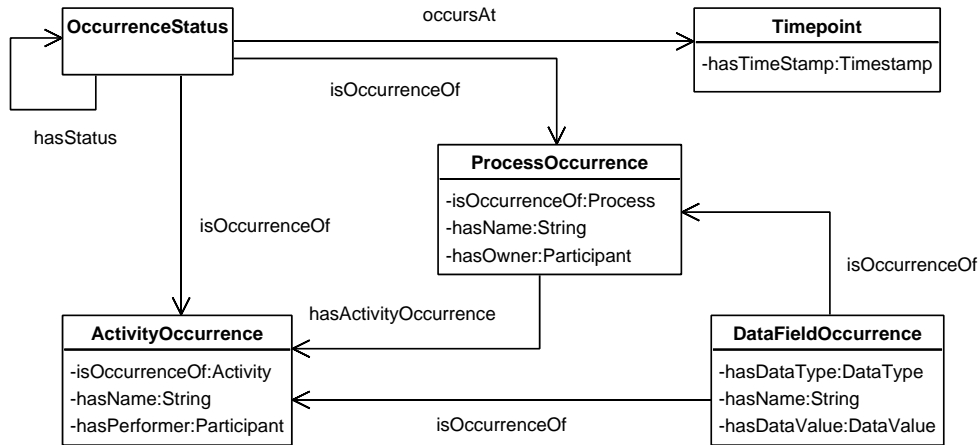 occursAt
OccurrenceStatus
Timepoint
-hasTimeStamp:Timestamp
isOccurrenceOf
hasStatus
ProcessOccurrence
-isOccurrenceOf:Process
-hasName:String
-hasOwner:Participant
isOccurrenceOf
isOccurrenceOf
hasActivityOccurrence
ActivityOccurrence
-isOccurrenceOf:Activity
-hasName:String
-hasPerformer:Participant
DataFieldOccurrence
-hasDataType:DataType
-hasName:String
-hasDataValue:DataValue
isOccurrenceOf